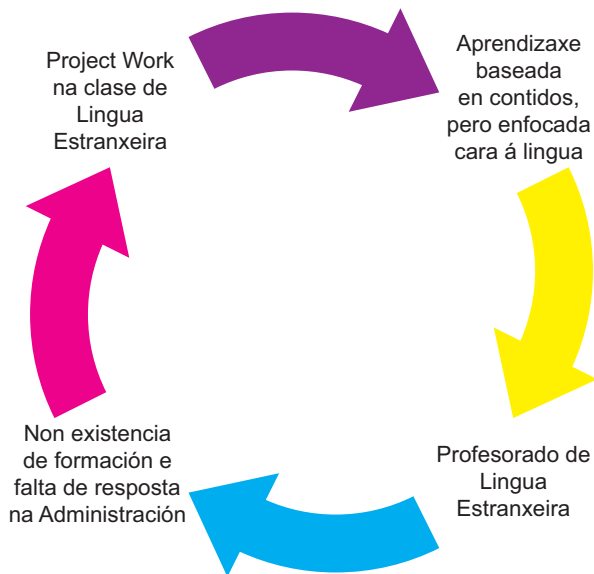 Project Work
na clase de
Lingua
Estranxeira
Aprendizaxe
baseada
en contidos,
pero enfocada
cara á lingua
Profesorado de
Lingua
Estranxeira
Non existencia
de formación e
falta de resposta
na Administración